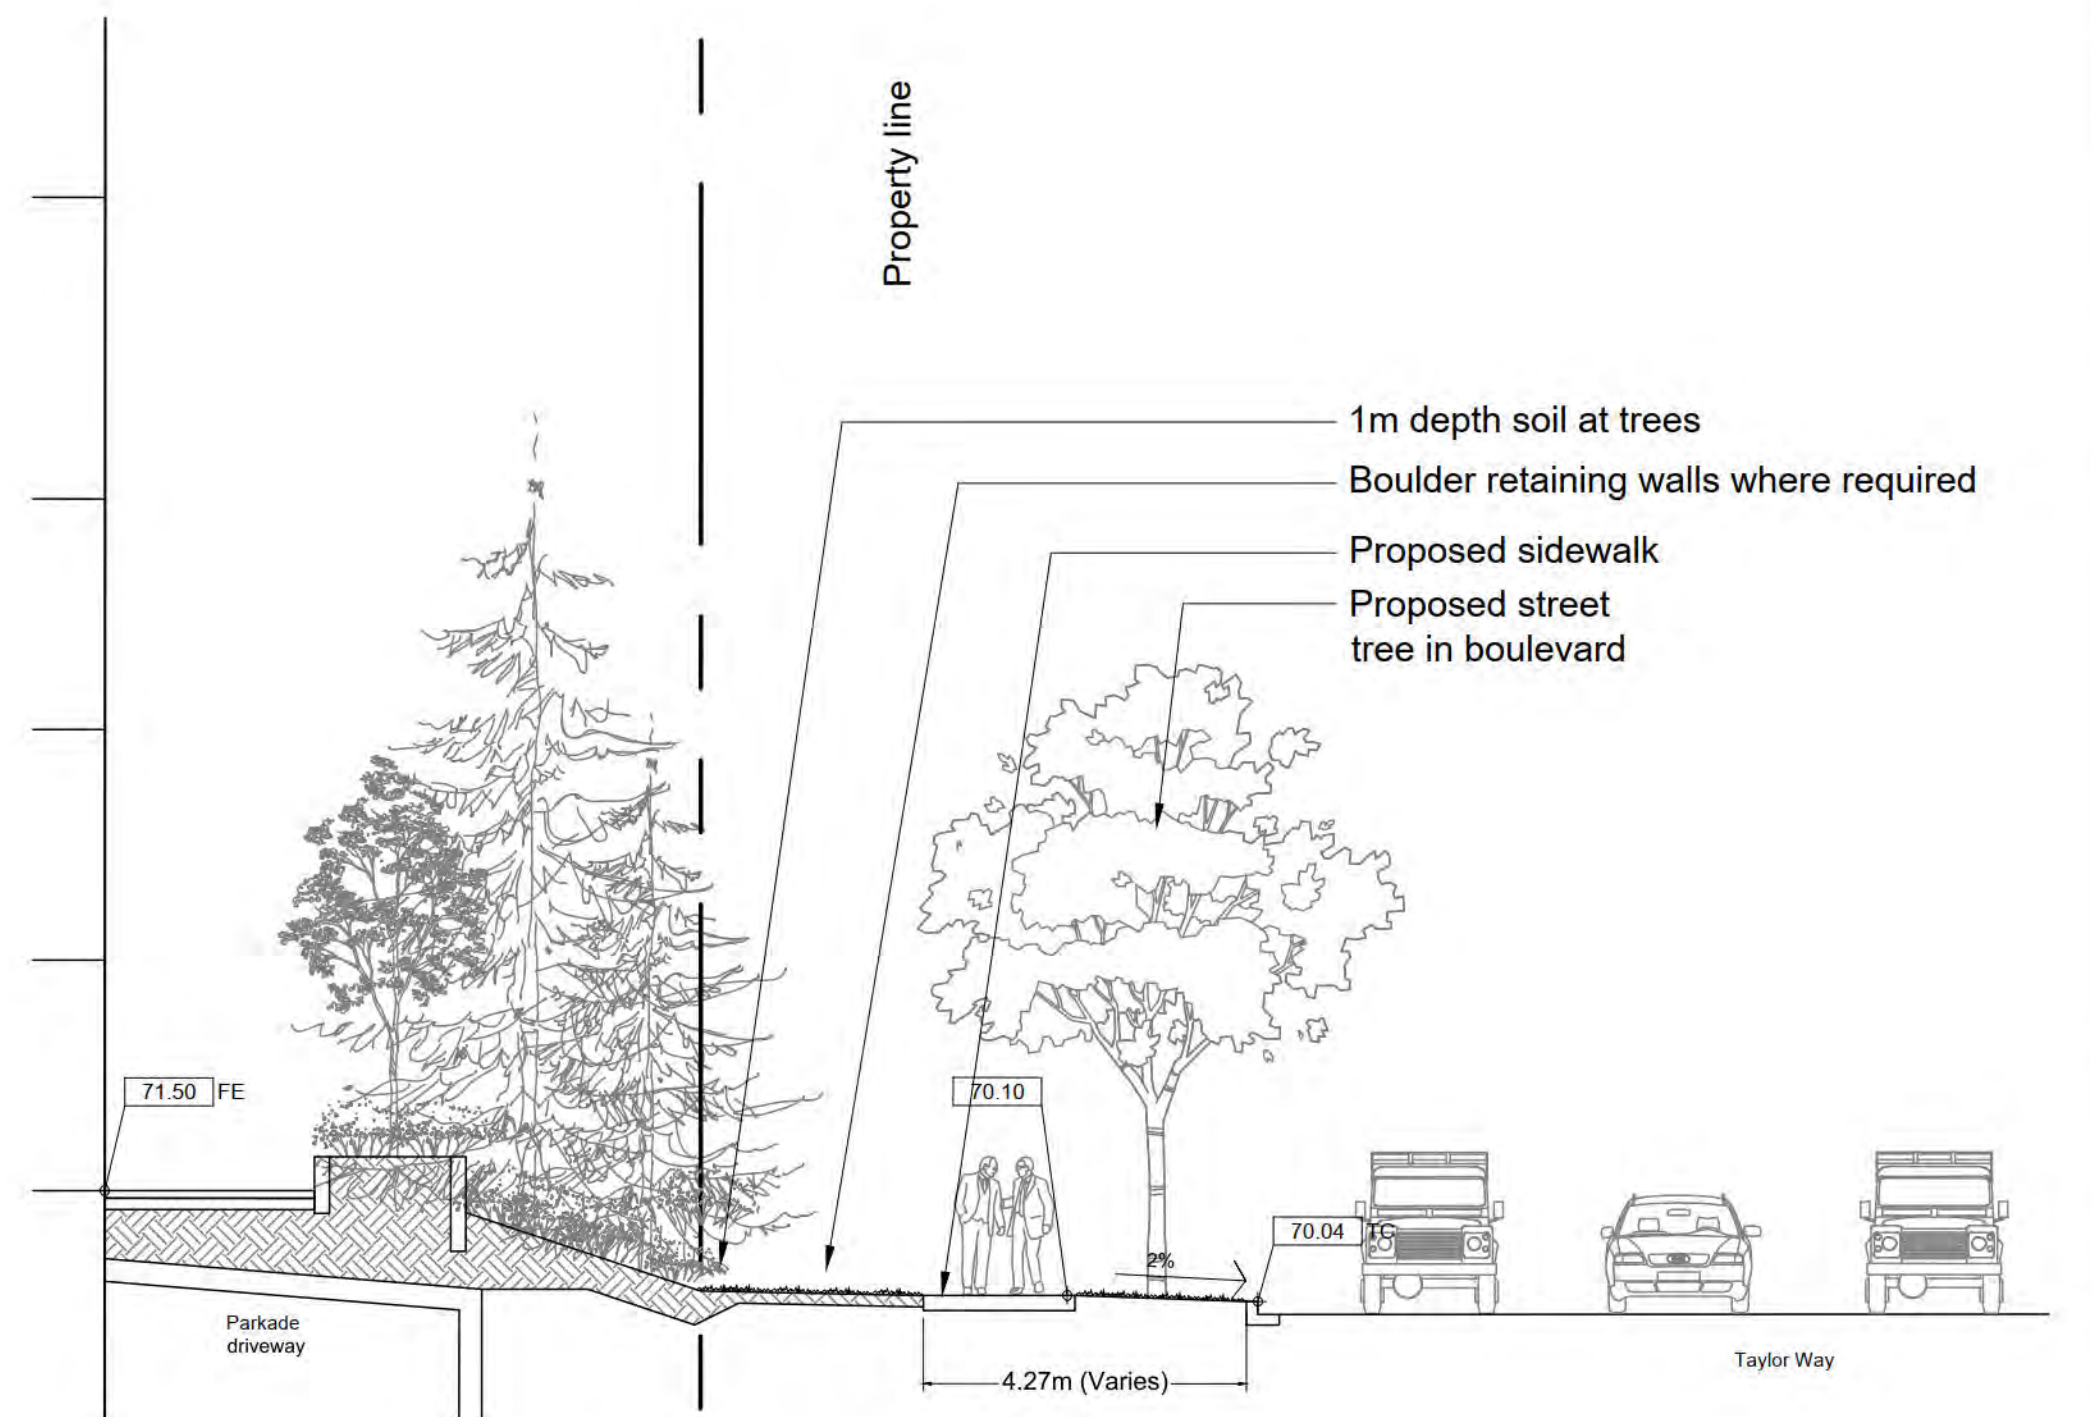 Property line
1m depth soil at trees
Boulder retaining walls where required
Proposed sidewalk
Proposed street
tree in boulevard
71.50 FE
70.10
70.04 TC
2%
Parkade
driveway
4.27m (Varies)
Taylor Way